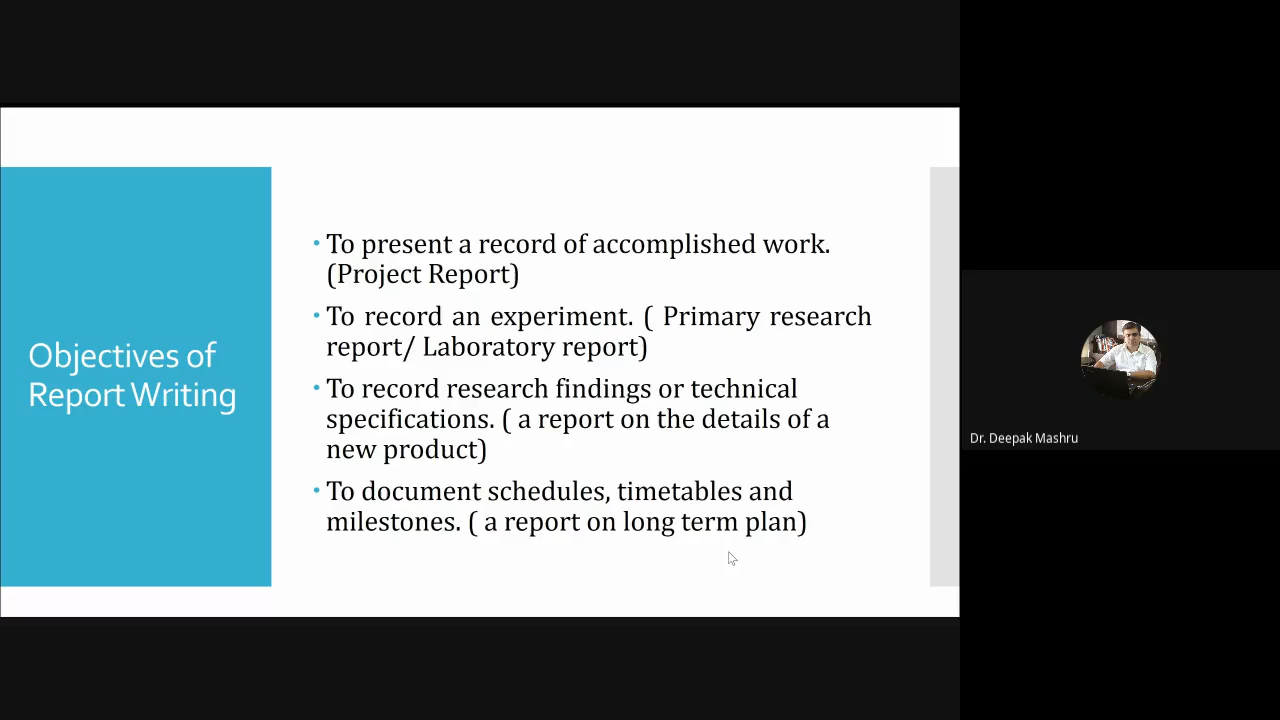 Objectives of
Report Writing
• To present a record of accomplished work.
(Project Report)
• To record an experiment. ( Primary research
report/ Laboratory report)
• To record research findings or technical
specifications. ( a report on the details of a
new product)
• To document schedules, timetables and
milestones. ( a report on long term plan)
Dr. Deepak Mashru